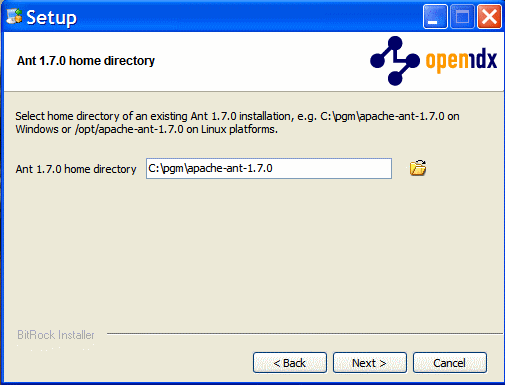 Setup
Ant 1.7.0 home directory
openmdx
Select home directory of an existing Ant 1.7.0 installation, e.g. C:\pgm\apache-ant-1.7.0 on
Windows or /opt/apache-ant-1.7.0 on Linux platforms.
Ant 1.7.0 home directory C:\pgm\apache-ant-1.7.0
BitRock Installer
< Back Next > Cancel